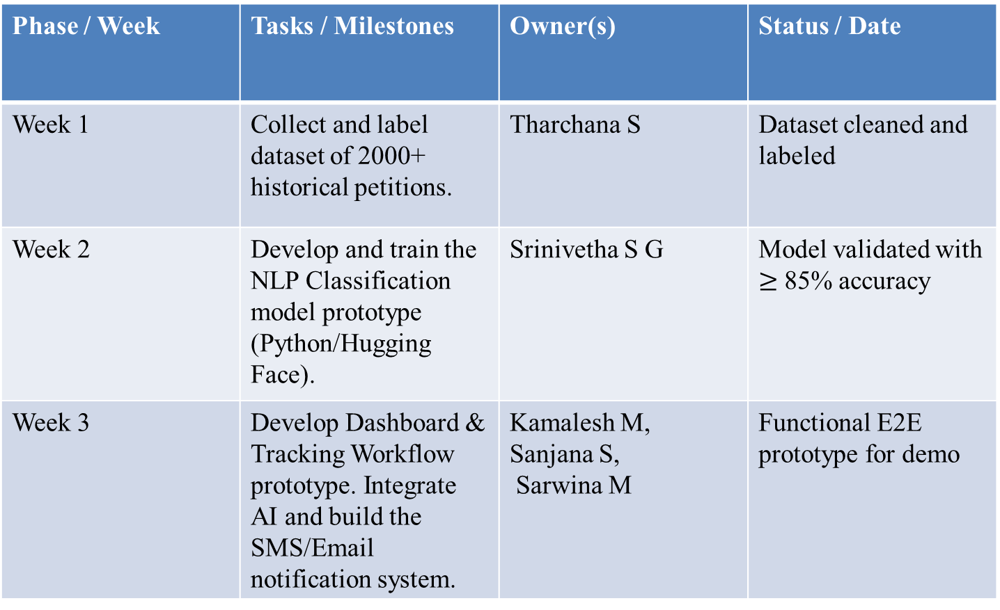 Phase / Week
Tasks / Milestones
Owner(s)
Status / Date
Week 1
Collect and label
dataset of 2000+
historical petitions.
Tharchana S
Dataset cleaned and
labeled
Week 2
Develop and train the
NLP Classification
model prototype
(Python/Hugging
Face).
Srinivetha S G
Model validated with
≥ 85% accuracy
Week 3
Develop Dashboard &
Tracking Workflow
prototype. Integrate
AI and build the
SMS/Email
notification system.
Kamalesh M,
Sanjana S,
Sarwina M
Functional E2E
prototype for demo